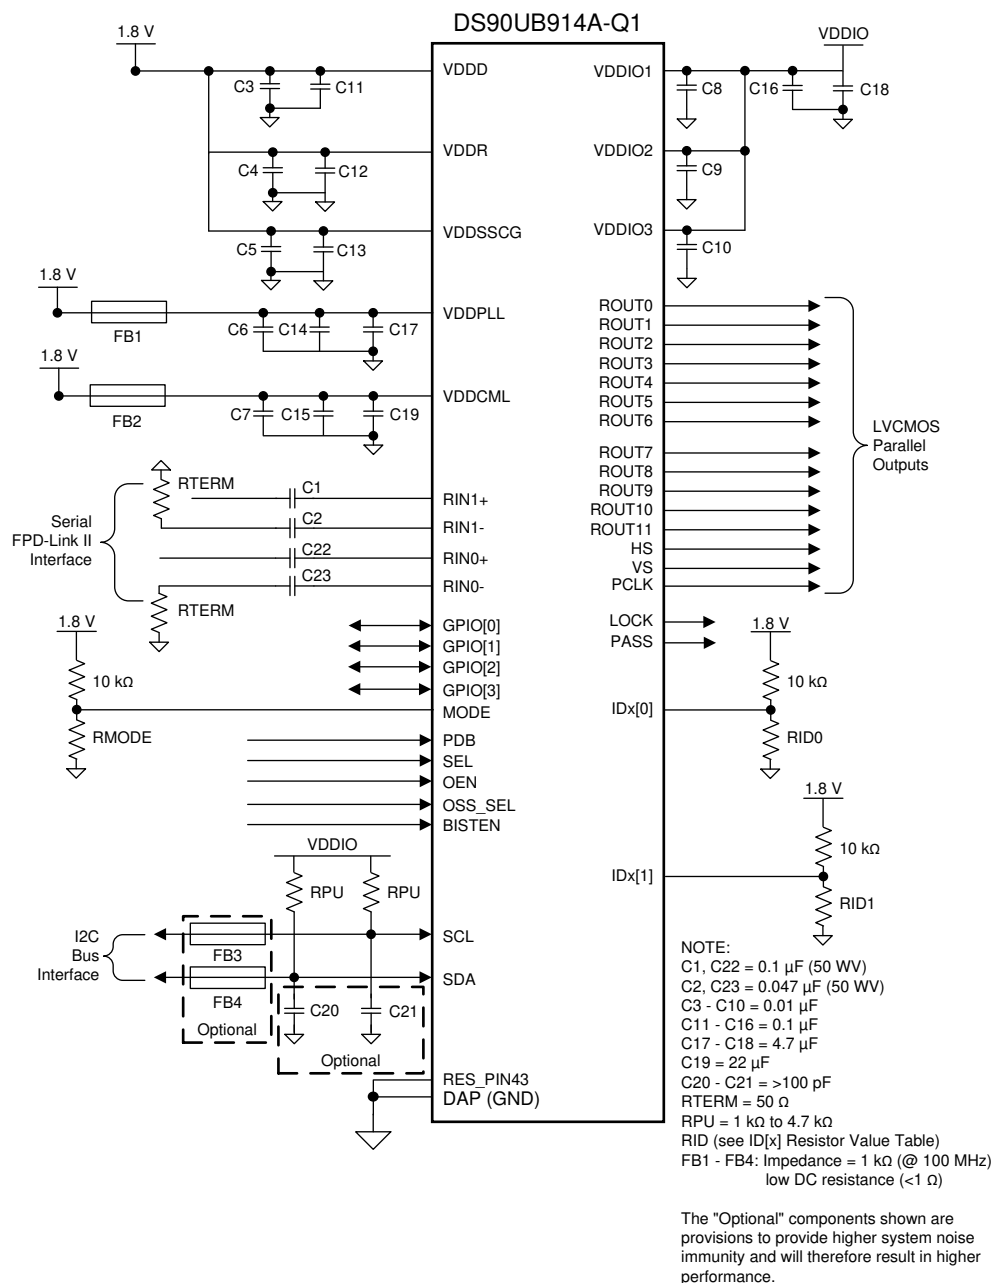 DS90UB914A-Q1
1.8 V
VDDIO
VDDD
VDDIO1
C3
C11
C8
C16
C18
VDDR
VDDIO2
C4
C12
C9
VDDSSCG
VDDIO3
C5
C13
C10
1.8 V
VDDPLL
FB1
C6
C14
C17
1.8 V
VDDCML
FB2
C7
C15
C19
ROUT0
ROUT1
ROUT2
ROUT3
ROUT4
ROUT5
ROUT6
ROUT7
ROUT8
ROUT9
ROUT10
ROUT11
HS
VS
PCLK
LVCMOS
Parallel
Outputs
RTERM
C1
RIN1+
C2
RIN1-
C22
RIN0+
C23
RIN0-
RTERM
Serial
FPD-Link II
Interface
LOCK
PASS
GPIO[0]
GPIO[1]
GPIO[2]
GPIO[3]
1.8 V
10 kΩ
MODE
RMODE
1.8 V
10 kΩ
IDx[0]
RID0
PDB
SEL
OEN
OSS_SEL
BISTEN
1.8 V
10 kΩ
IDx[1]
RID1
VDDIO
RPU
RPU
I2C
Bus
Interface
FB3
SCL
FB4
SDA
Optional
C20
C21
Optional
RES_PIN43
DAP (GND)
NOTE:
C1, C22 = 0.1 µF (50 WV)
C2, C23 = 0.047 µF (50 WV)
C3 - C10 = 0.01 µF
C11 - C16 = 0.1 µF
C17 - C18 = 4.7 µF
C19 = 22 µF
C20 - C21 = >100 pF
RTERM = 50 Ω
RPU = 1 kΩ to 4.7 kΩ
RID (see ID[x] Resistor Value Table)
FB1 - FB4: Impedance = 1 kΩ (@ 100 MHz)
low DC resistance (<1 Ω)
The "Optional" components shown are
provisions to provide higher system noise
immunity and will therefore result in higher
performance.